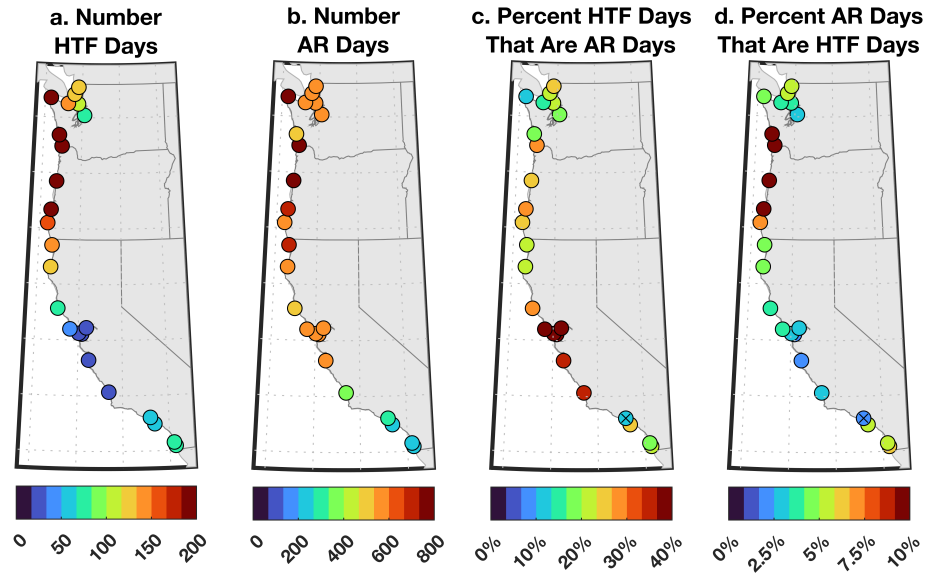 a. Number
HTF Days
b. Number
AR Days
c. Percent HTF Days
That Are AR Days
d. Percent AR Days
That Are HTF Days
0 50 100 150 200
0 200 400 600 800
0% 10% 20% 30% 40%
0% 2.5% 5% 7.5% 10%